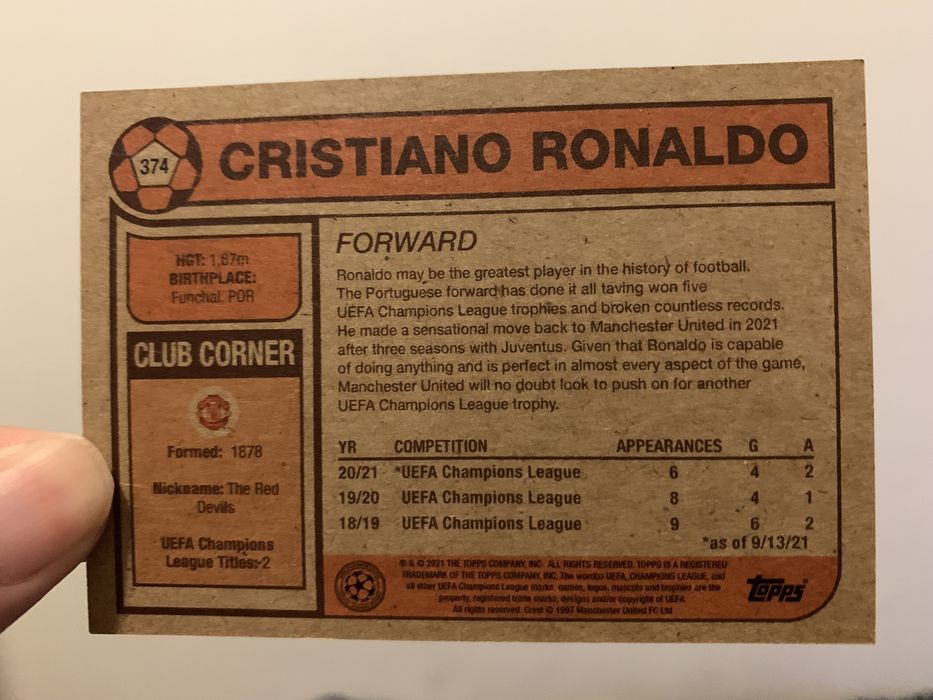 374
CRISTIANO RONALDO
HGT: 1.87m
BIRTHPLACE:
Funchal, POR
CLUB CORNER
Formed: 1878
Nickname: The Red
Devils
UEFA Champions
League Titles: 2
FORWARD
Ronaldo may be the greatest player in the history of football.
The Portuguese forward has done it all taving won five
UEFA Champions League trophies and broken countless records.
He made a sensational move back to Manchester United in 2021
after three seasons with Juventus. Given that Ronaldo is capable
of doing anything and is perfect in almost every aspect of the game,
Manchester United will no doubt look to push on for another
UEFA Champions League trophy.
YR COMPETITION APPEARANCES G A
20/21 *UEFA Champions League 6 4 2
19/20 UEFA Champions League 8 4 1
18/19 UEFA Champions League 9 6 2
*as of 9/13/21
® & © 2021 THE TOPPS COMPANY, INC. ALL RIGHTS RESERVED. TOPPS IS A REGISTERED
TRADEMARK OF THE TOPPS COMPANY, INC. The word(s) UEFA, CHAMPIONS LEAGUE, and
all other UEFA Champions League marks, names, logos, mascots and trophies are the
property, registered trade marks, designs and/or copyright of UEFA.
All rights reserved. Crest © 1997 Manchester United FC Ltd
Topps